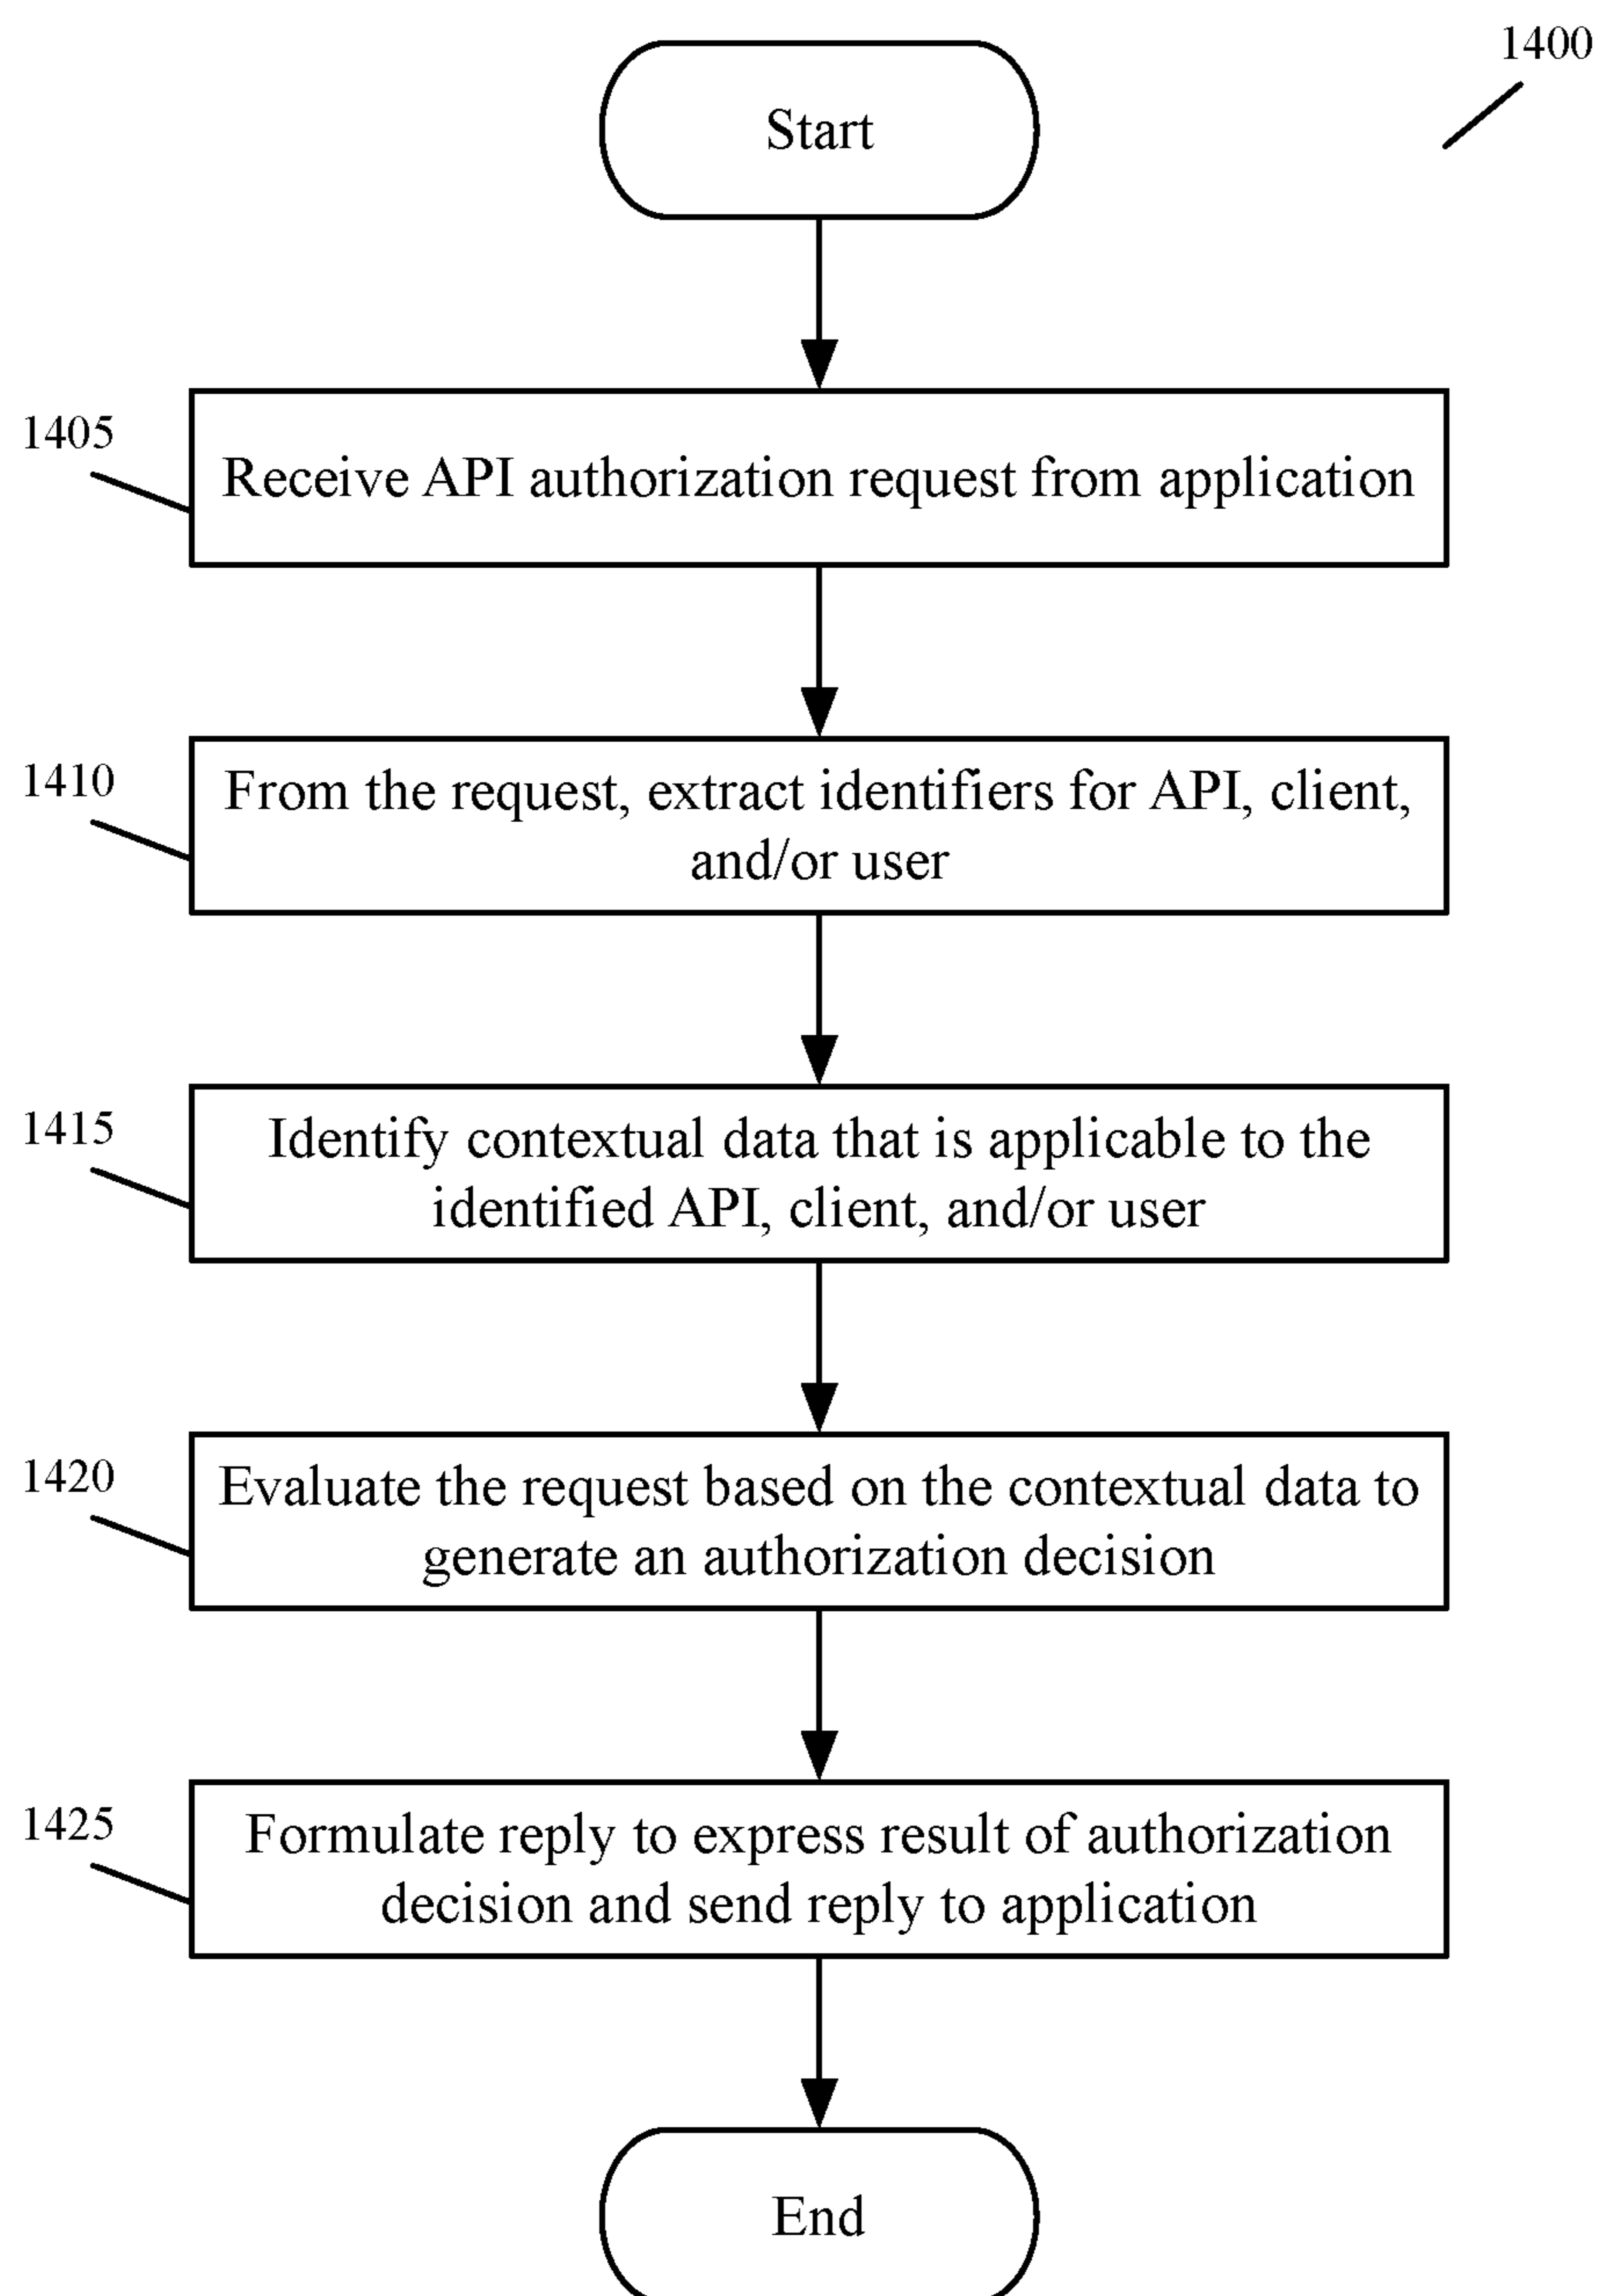 1400
Start
1405
Receive API authorization request from application
1410
From the request, extract identifiers for API, client,
and/or user
1415
Identify contextual data that is applicable to the
identified API, client, and/or user
1420
Evaluate the request based on the contextual data to
generate an authorization decision
1425
Formulate reply to express result of authorization
decision and send reply to application
End